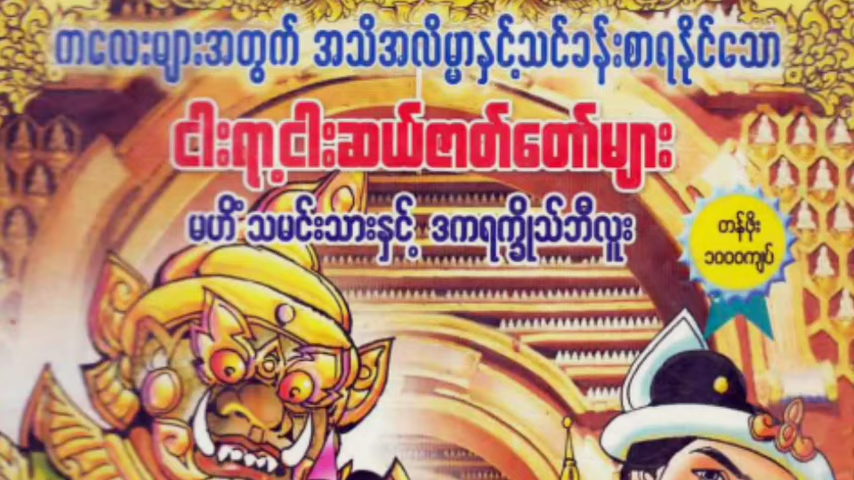 ကလေးများအတွက် အသိအလိမ္မာနှင့်သင်ခန်းစာရနိုင်သော
ငါးရာ့ငါးဆယ်ဇာတ်တော်များ
မဟိံ သမင်းသားနှင့် ဒကရက္ခိုသ်ဘီလူး
တန်ဖိုး
၁၀၀၀ကျပ်